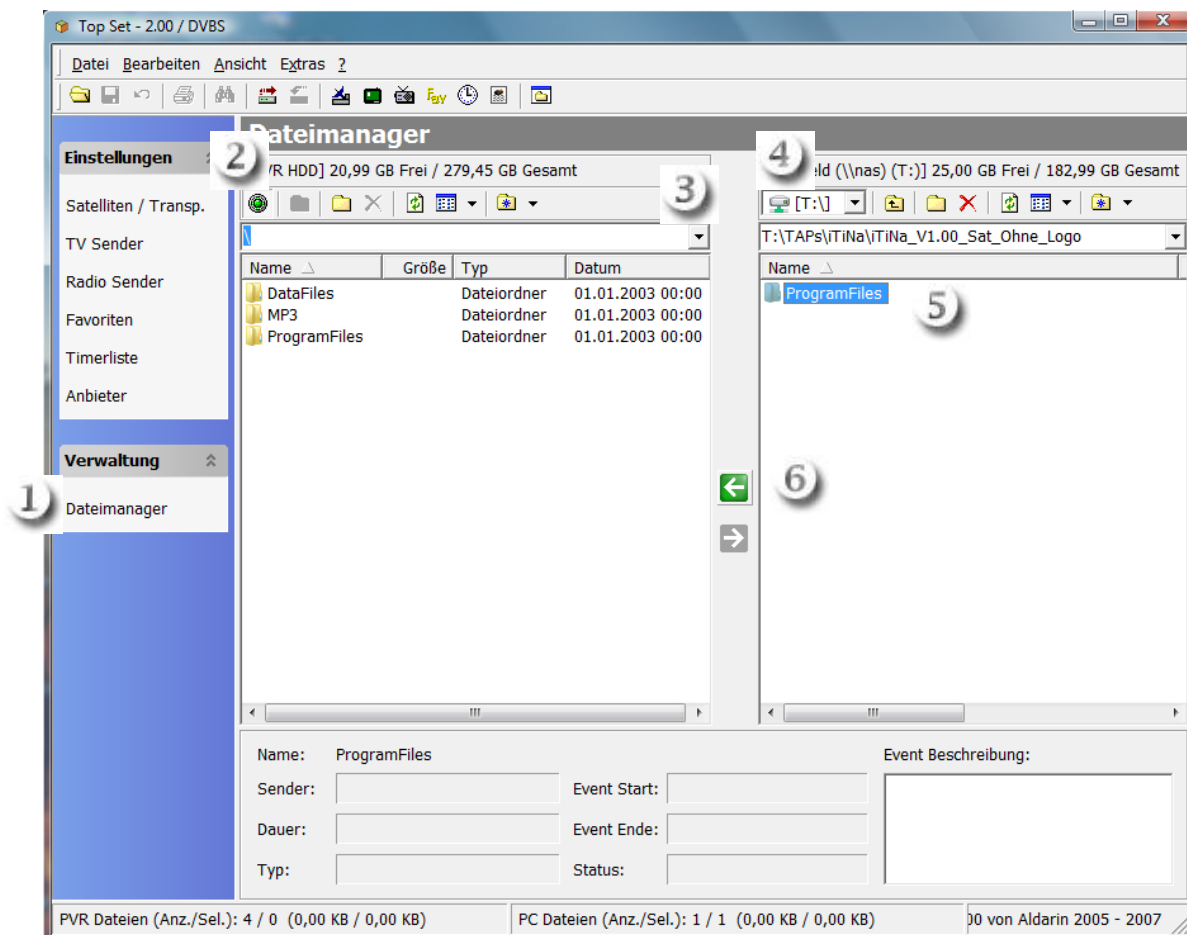 Top Set - 2.00 / DVBS
Datei Bearbeiten Ansicht Extras ?
Fav
Dateimanager
Einstellungen
Satelliten / Transp.
TV Sender
Radio Sender
Favoriten
Timerliste
Anbieter
Verwaltung
Dateimanager
1
2
3
4
5
6
HDD] 20,99 GB Frei / 279,45 GB Gesamt
\
Name Größe Typ Datum
DataFiles Dateiordner 01.01.2003 00:00
MP3 Dateiordner 01.01.2003 00:00
ProgramFiles Dateiordner 01.01.2003 00:00
(\\nas) (T:)] 25,00 GB Frei / 182,99 GB Gesamt
[T:\]
T:\TAPs\iTiNa\iTiNa_V1.00_Sat_Ohne_Logo
Name
ProgramFiles
Name: ProgramFiles
Sender:
Dauer:
Typ:
Event Start:
Event Ende:
Status:
Event Beschreibung:
PVR Dateien (Anz./Sel.): 4 / 0 (0,00 KB / 0,00 KB)
PC Dateien (Anz./Sel.): 1 / 1 (0,00 KB / 0,00 KB)
von Aldarin 2005 - 2007